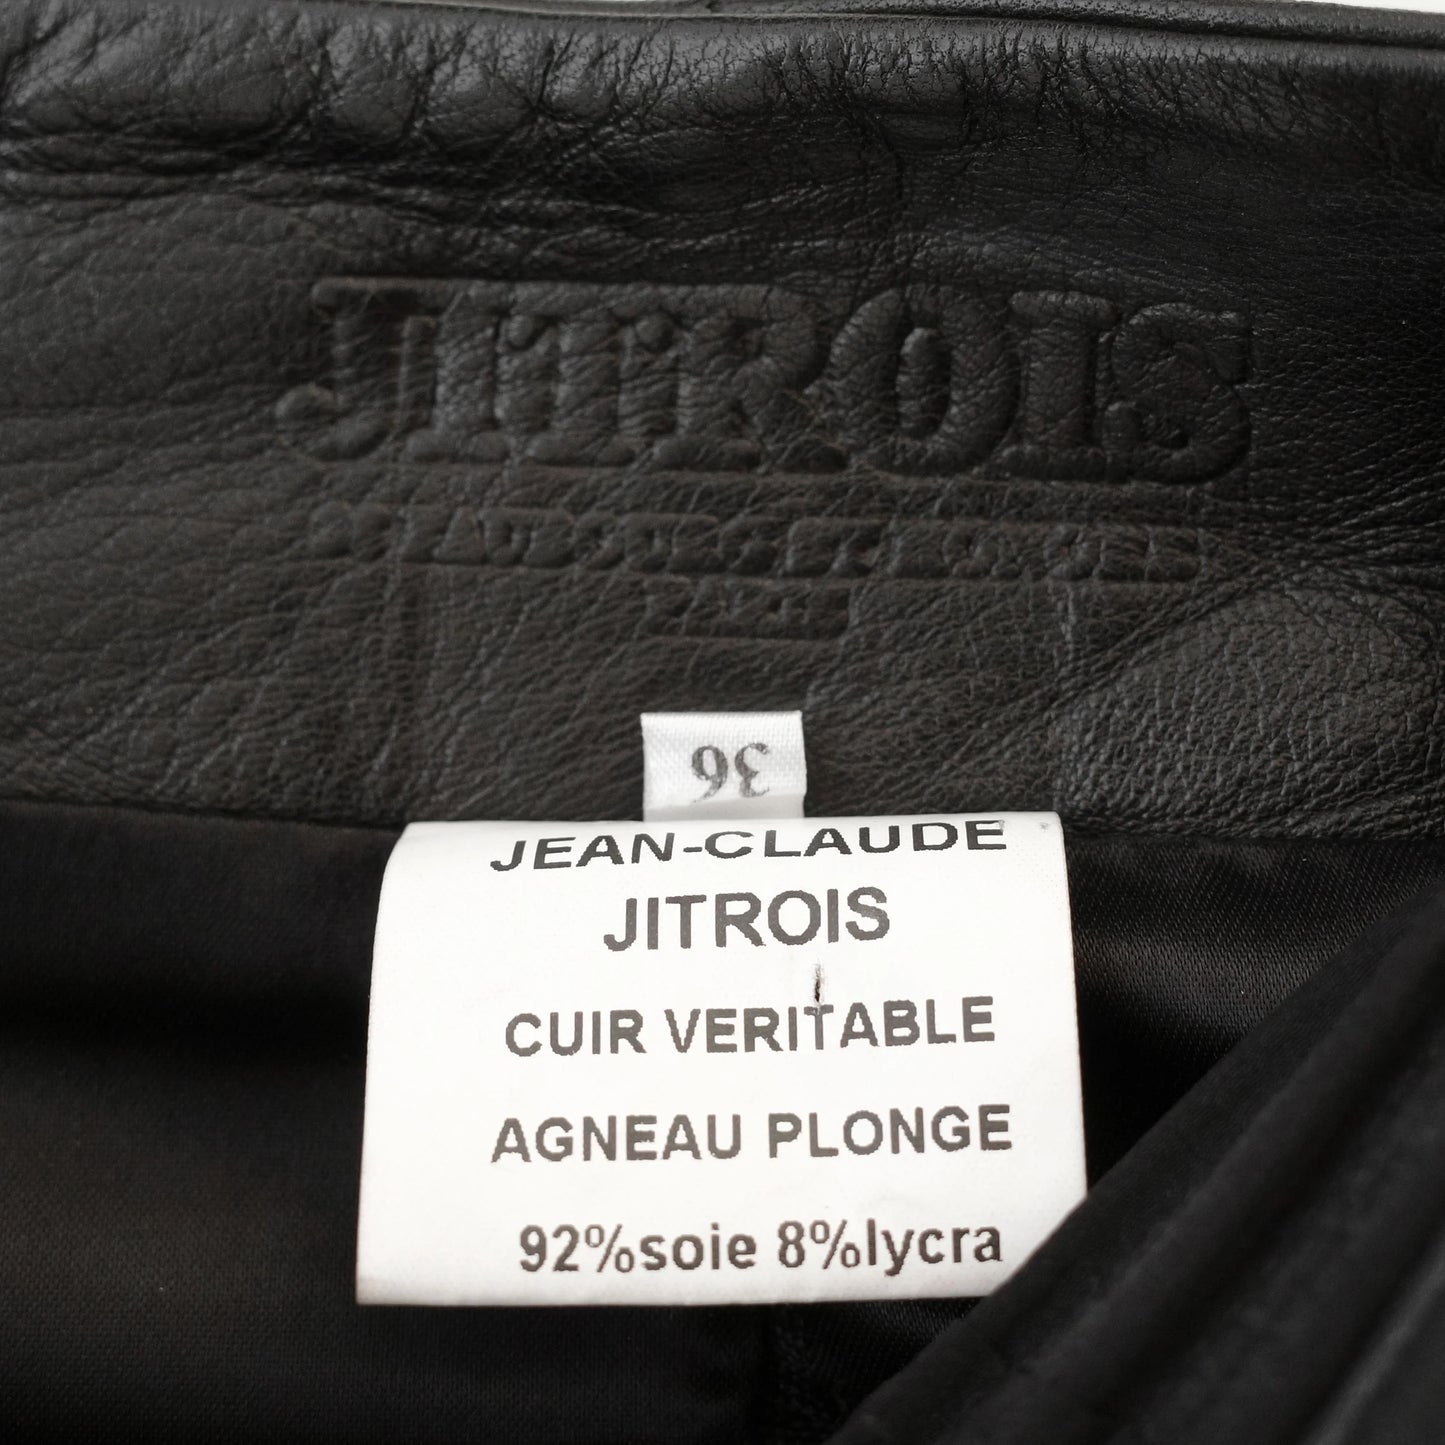 JITROIS
36
JEAN-CLAUDE
JITROIS
CUIR VERITABLE
AGNEAU PLONGE
92%soie 8%lycra